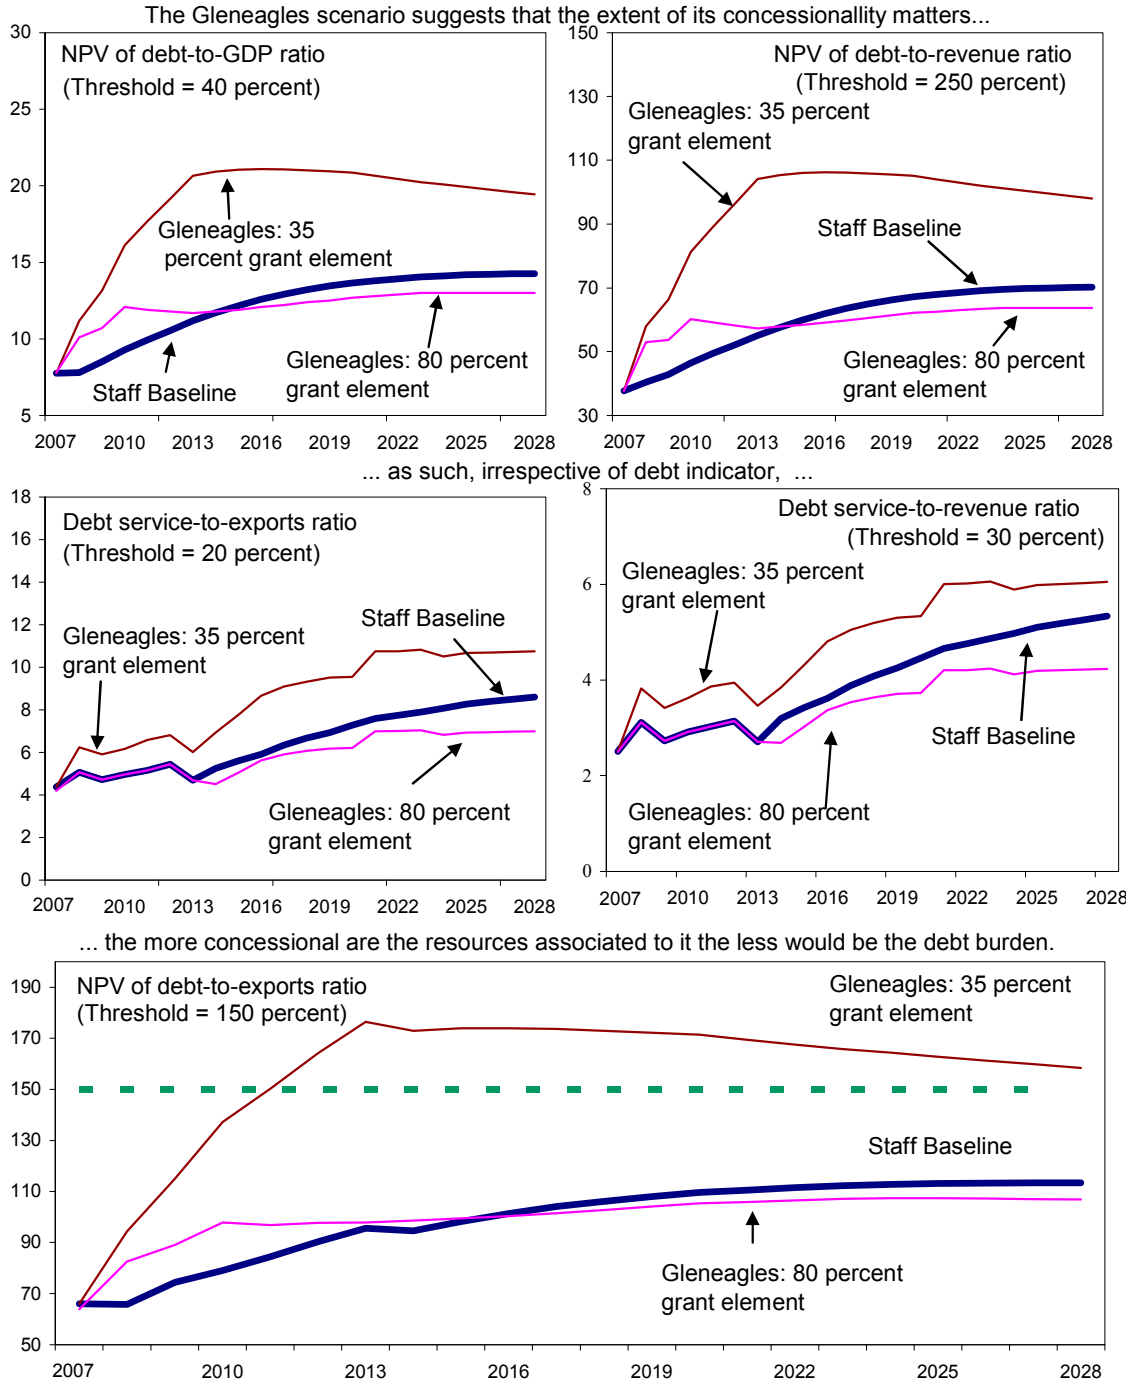 The Gleneagles scenario suggests that the extent of its concessionallity matters...
NPV of debt-to-GDP ratio
(Threshold = 40 percent)
30
25
20
15
10
5
Gleneagles: 35
percent grant element
Staff Baseline
Gleneagles: 80 percent
grant element
2007 2010 2013 2016 2019 2022 2025 2028
NPV of debt-to-revenue ratio
(Threshold = 250 percent)
150
130
110
90
70
50
30
Gleneagles: 35 percent
grant element
Staff Baseline
Gleneagles: 80 percent
grant element
2007 2010 2013 2016 2019 2022 2025 2028
... as such, irrespective of debt indicator, ...
Debt service-to-exports ratio
(Threshold = 20 percent)
18
16
14
12
10
8
6
4
2
0
Gleneagles: 35 percent
grant element
Staff Baseline
Gleneagles: 80 percent
grant element
2007 2010 2013 2016 2019 2022 2025 2028
Debt service-to-revenue ratio
(Threshold = 30 percent)
8
6
4
2
0
Gleneagles: 35 percent
grant element
Staff Baseline
Gleneagles: 80 percent
grant element
2007 2010 2013 2016 2019 2022 2025 2028
... the more concessional are the resources associated to it the less would be the debt burden.
NPV of debt-to-exports ratio
(Threshold = 150 percent)
190
170
150
130
110
90
70
50
Gleneagles: 35 percent
grant element
Staff Baseline
Gleneagles: 80 percent
grant element
2007 2010 2013 2016 2019 2022 2025 2028